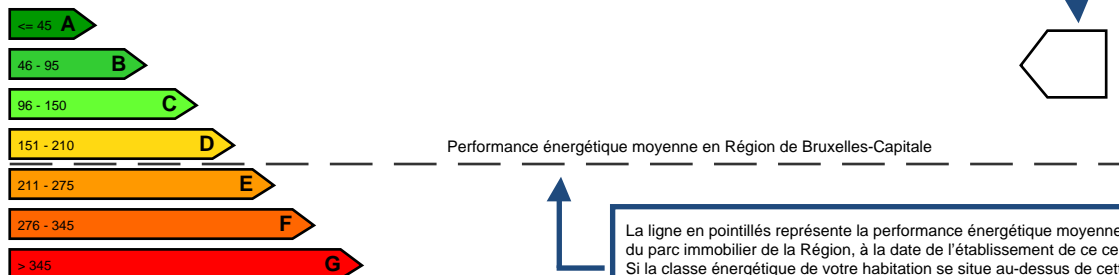 <= 45 A
46 - 95 B
96 - 150 C
151 - 210 D
Performance énergétique moyenne en Région de Bruxelles-Capitale
211 - 275 E
276 - 345 F
> 345 G
La ligne en pointillés représente la performance énergétique moyenne
du parc immobilier de la Région, à la date de l'établissement de ce ce
Si la classe énergétique de votre habitation se situe au-dessus de cet